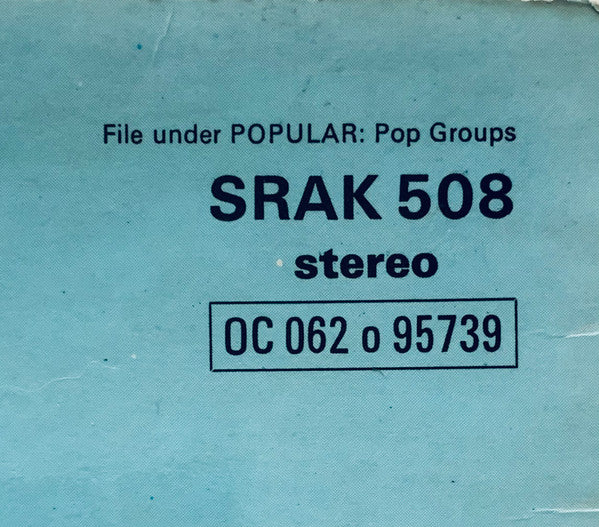 File under POPULAR: Pop Groups
SRAK 508
stereo
OC 062 o 95739